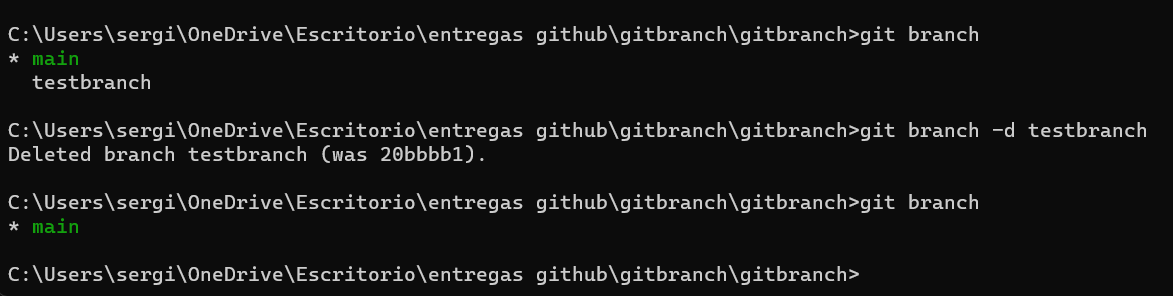 C:\Users\sergi\OneDrive\Escritorio\entregas github\gitbranch\gitbranch>git branch
* main
  testbranch
C:\Users\sergi\OneDrive\Escritorio\entregas github\gitbranch\gitbranch>git branch -d testbranch
Deleted branch testbranch (was 20bbbb1).
C:\Users\sergi\OneDrive\Escritorio\entregas github\gitbranch\gitbranch>git branch
* main
C:\Users\sergi\OneDrive\Escritorio\entregas github\gitbranch\gitbranch>